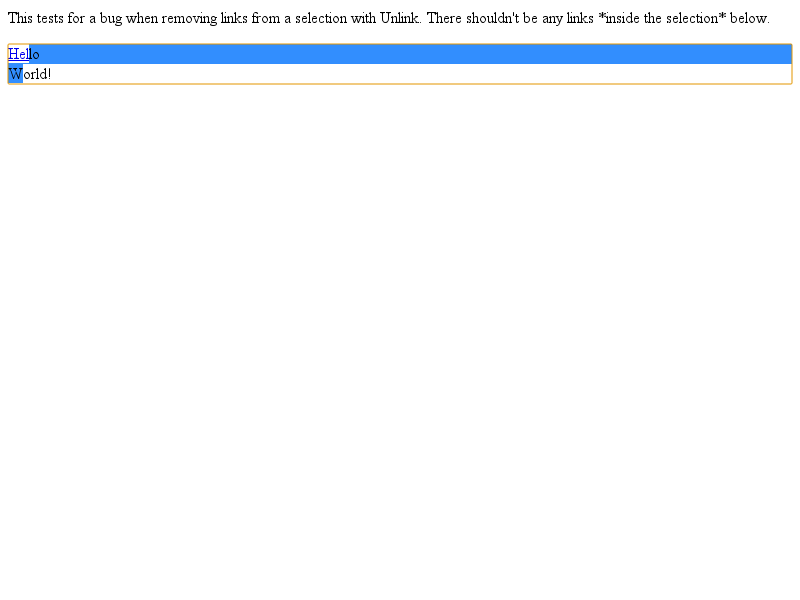 This tests for a bug when removing links from a selection with Unlink. There shouldn't be any links *inside the selection* below.
Hello
World!